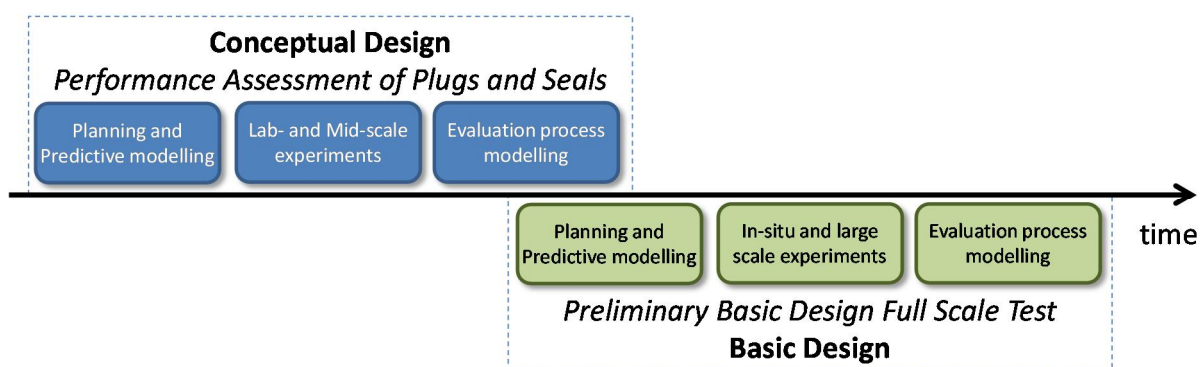 Conceptual Design
Performance Assessment of Plugs and Seals
Planning and
Predictive modelling
Lab- and Mid-scale
experiments
Evaluation process
modelling
time
Planning and
Predictive modelling
In-situ and large
scale experiments
Evaluation process
modelling
Preliminary Basic Design Full Scale Test
Basic Design